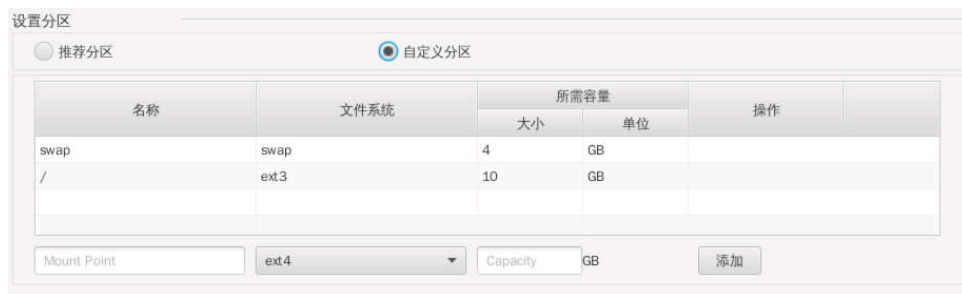 设置分区
推荐分区 自定义分区
名称 文件系统 所需容量 操作
大小 单位
swap swap 4 GB
/ ext3 10 GB
Mount Point ext4 Capacity GB 添加